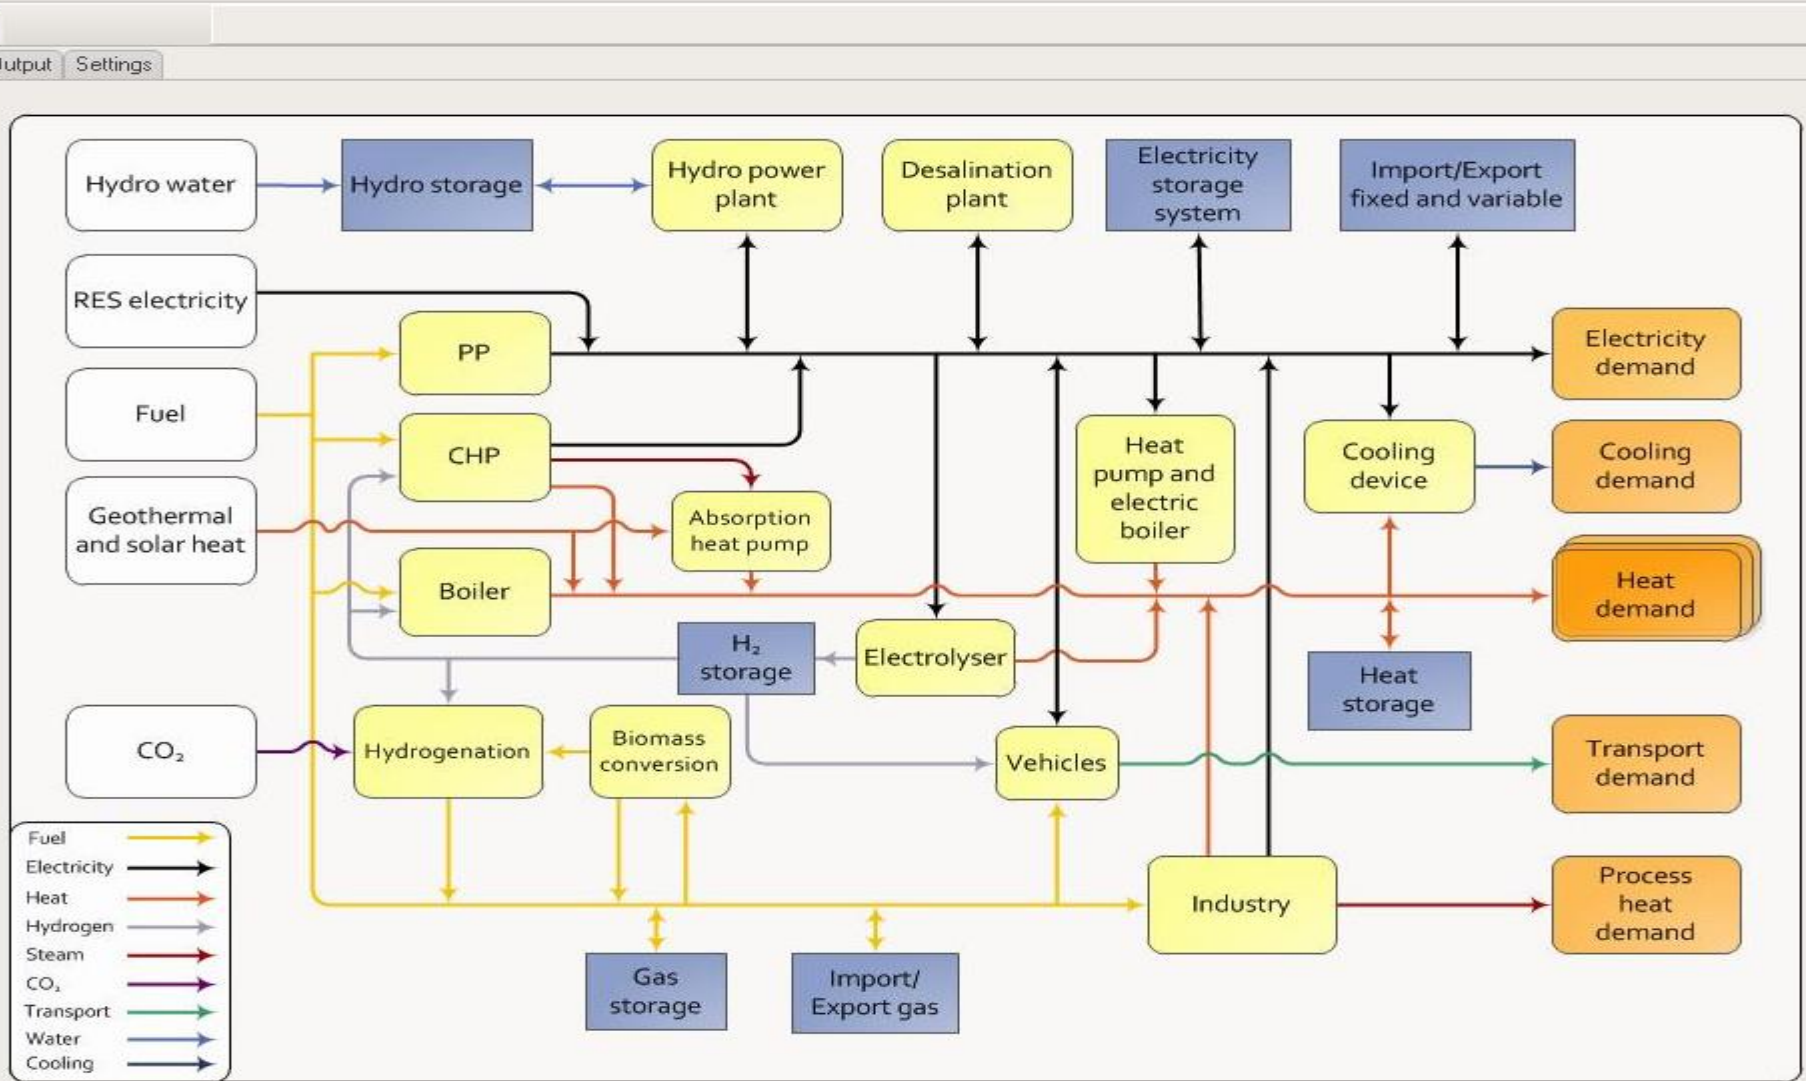 Settings
Hydro water
Hydro storage
Hydro power
plant
Desalination
plant
Electricity
storage
system
Import/Export
fixed and variable
RES electricity
PP
Electricity
demand
Fuel
CHP
Heat
pump and
electric
boiler
Cooling
device
Cooling
demand
Geothermal
and solar heat
Absorption
heat pump
Boiler
Heat
demand
H₂
storage
Electrolyser
Heat
storage
CO₂
Hydrogenation
Biomass
conversion
Vehicles
Transport
demand
Industry
Process
heat
demand
Gas
storage
Import/
Export gas
Fuel
Electricity
Heat
Hydrogen
Steam
CO₂
Transport
Water
Cooling